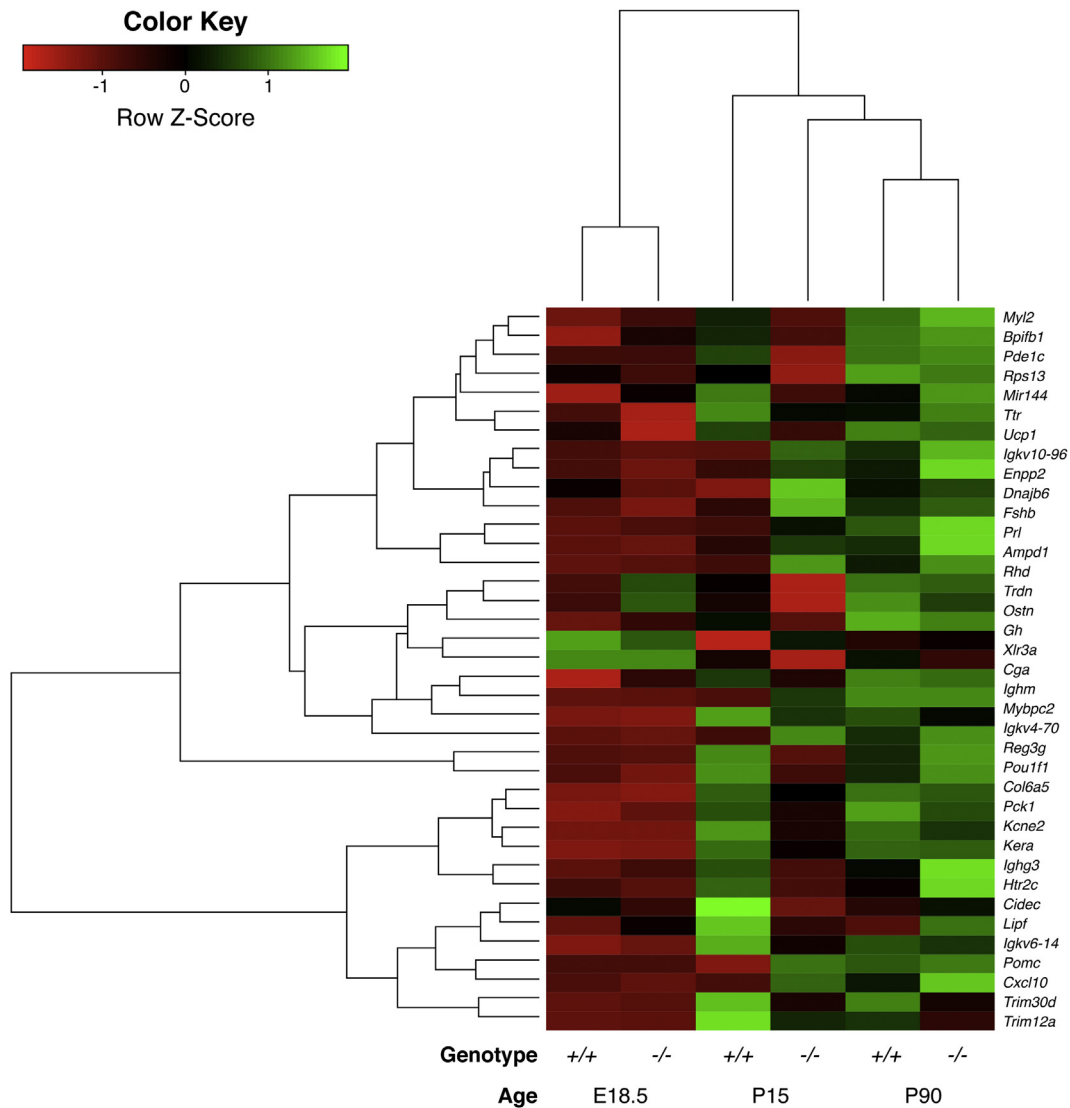 Color Key
-1 0 1
Row Z-Score
Myl2
Bpifb1
Pde1c
Rps13
Mir144
Ttr
Ucp1
Igkv10-96
Enpp2
Dnajb6
Fshb
Prl
Ampd1
Rhd
Trdn
Ostn
Gh
Xlr3a
Cga
Ighm
Mybpc2
Igkv4-70
Reg3g
Pou1f1
Col6a5
Pck1
Kcne2
Kera
Ighg3
Htr2c
Cidec
Lipf
Igkv6-14
Pomc
Cxcl10
Trim30d
Trim12a
Genotype +/+ -/- +/+ -/- +/+ -/-
Age E18.5 P15 P90